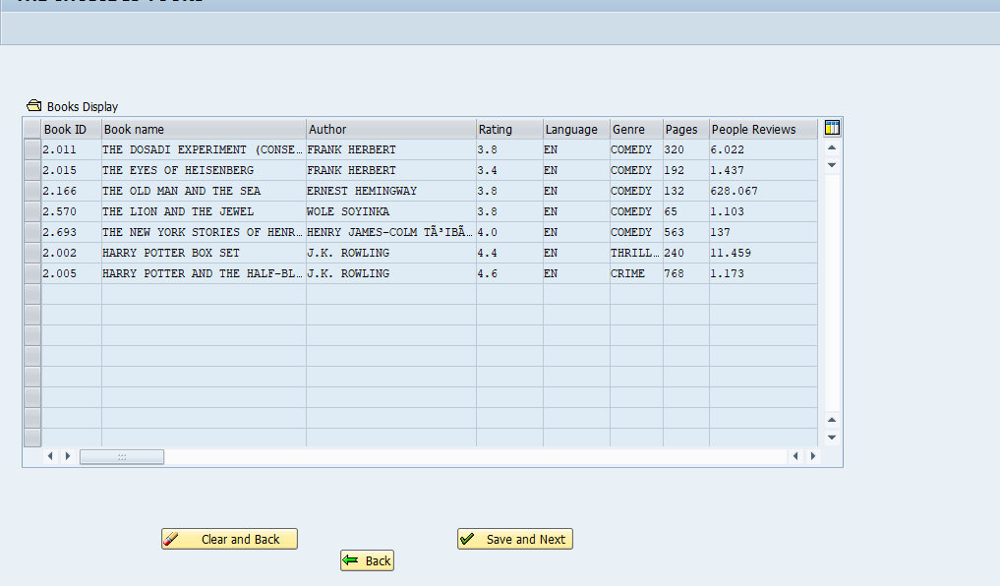 Books Display
Book ID Book name Author Rating Language Genre Pages People Reviews
2.011 THE DOSADI EXPERIMENT (CONSE… FRANK HERBERT 3.8 EN COMEDY 320 6.022
2.015 THE EYES OF HEISENBERG FRANK HERBERT 3.4 EN COMEDY 192 1.437
2.166 THE OLD MAN AND THE SEA ERNEST HEMINGWAY 3.8 EN COMEDY 132 628.067
2.570 THE LION AND THE JEWEL WOLE SOYINKA 3.8 EN COMEDY 65 1.103
2.693 THE NEW YORK STORIES OF HENR… HENRY JAMES-COLM TÃ³IBÃ… 4.0 EN COMEDY 563 137
2.002 HARRY POTTER BOX SET J.K. ROWLING 4.4 EN THRILL… 240 11.459
2.005 HARRY POTTER AND THE HALF-BL… J.K. ROWLING 4.6 EN CRIME 768 1.173
Clear and Back Save and Next
Back